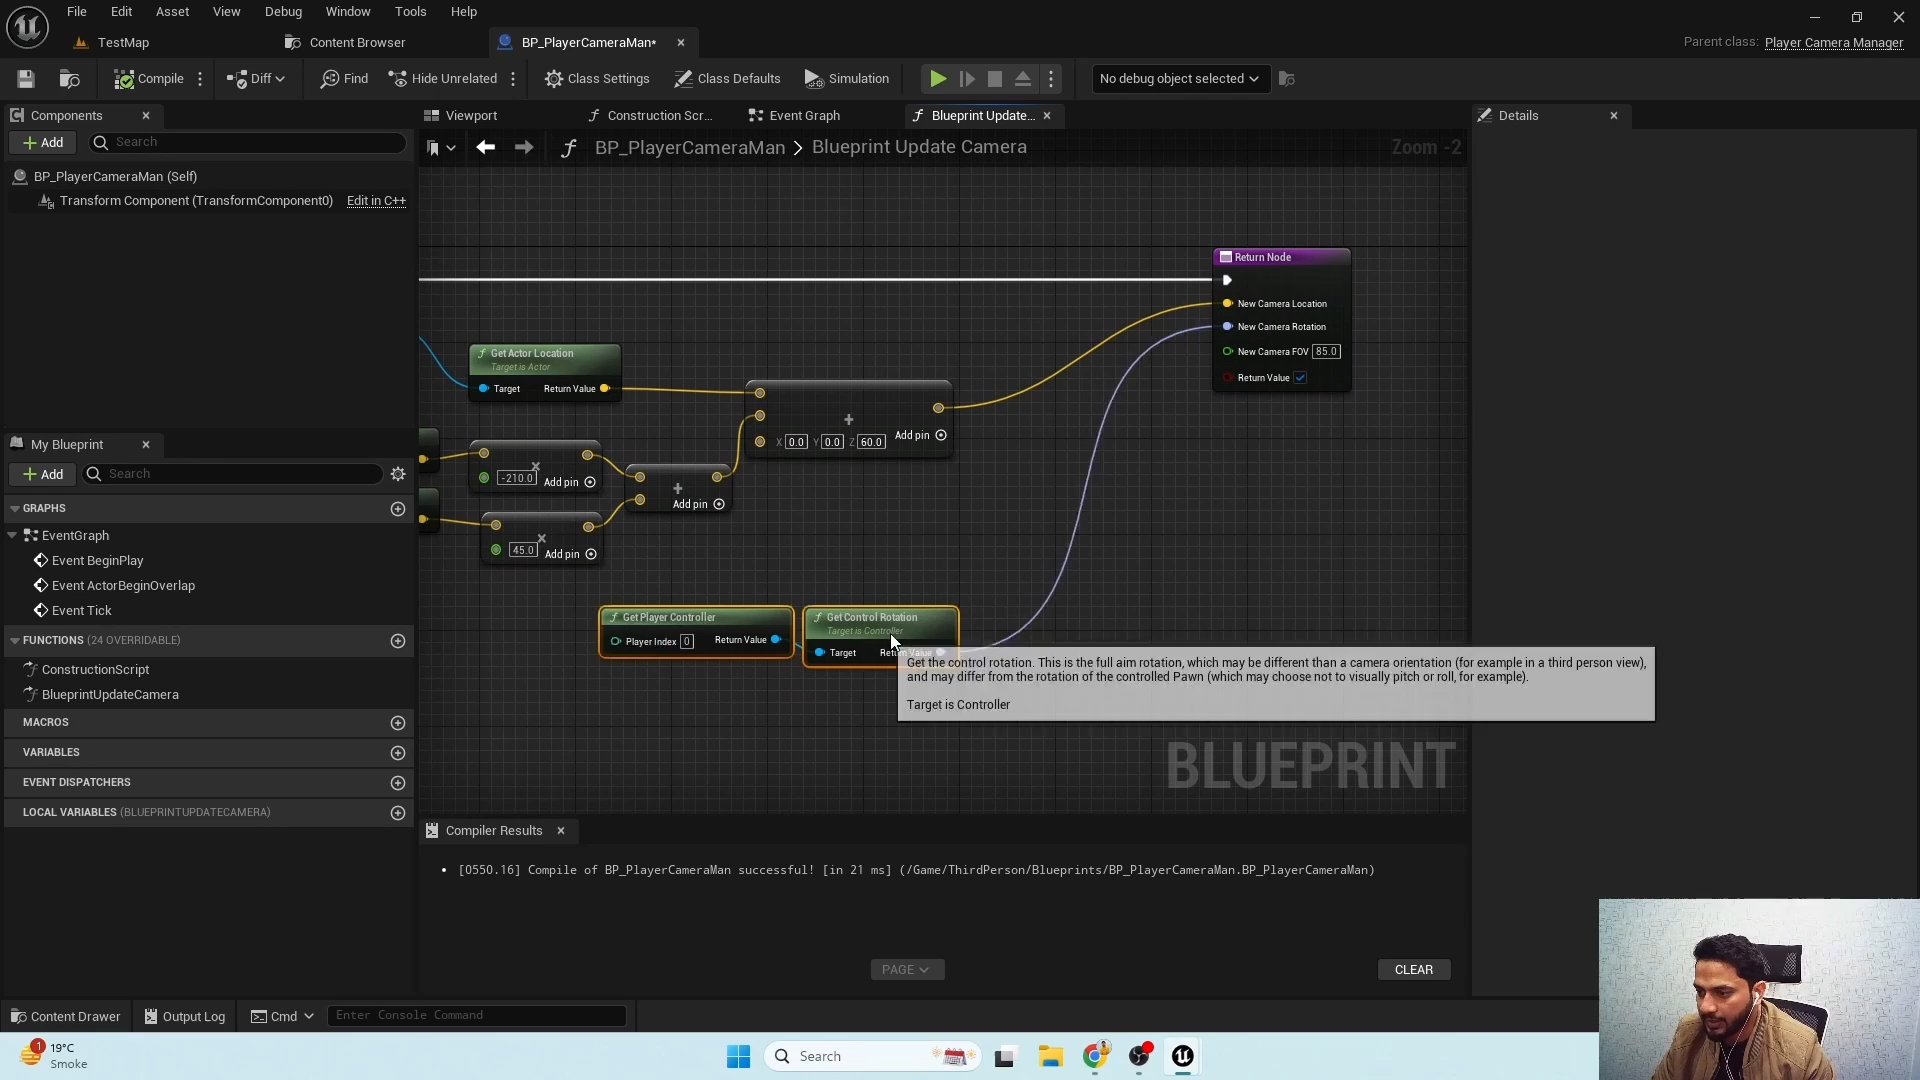 File Edit Asset View Debug Window Tools Help
TestMap Content Browser BP_PlayerCameraMan* Parent class: Player Camera Manager
Compile Diff Find Hide Unrelated Class Settings Class Defaults Simulation No debug object selected
Components
Add Search
BP_PlayerCameraMan (Self)
Transform Component (TransformComponent0) Edit in C++
Viewport Construction Scr... Event Graph Blueprint Update...
BP_PlayerCameraMan > Blueprint Update Camera Zoom -2
Details
Return Node
New Camera Location
New Camera Rotation
New Camera FOV 85.0
Return Value
Get Actor Location
Target is Actor
Target Return Value
X 0.0 Y 0.0 Z 60.0 Add pin
-210.0 Add pin
Add pin
45.0 Add pin
Get Player Controller
Player Index 0 Return Value
Get Control Rotation
Target is Controller
Target Return Value
Get the control rotation. This is the full aim rotation, which may be different than a camera orientation (for example in a third person view),
and may differ from the rotation of the controlled Pawn (which may choose not to visually pitch or roll, for example).
Target is Controller
BLUEPRINT
My Blueprint
Add Search
GRAPHS
EventGraph
Event BeginPlay
Event ActorBeginOverlap
Event Tick
FUNCTIONS (24 OVERRIDABLE)
ConstructionScript
BlueprintUpdateCamera
MACROS
VARIABLES
EVENT DISPATCHERS
LOCAL VARIABLES (BLUEPRINTUPDATECAMERA)
Compiler Results
[0550.16] Compile of BP_PlayerCameraMan successful! [in 21 ms] (/Game/ThirdPerson/Blueprints/BP_PlayerCameraMan.BP_PlayerCameraMan)
PAGE CLEAR
Content Drawer Output Log Cmd Enter Console Command
1 19°C
Smoke
Search